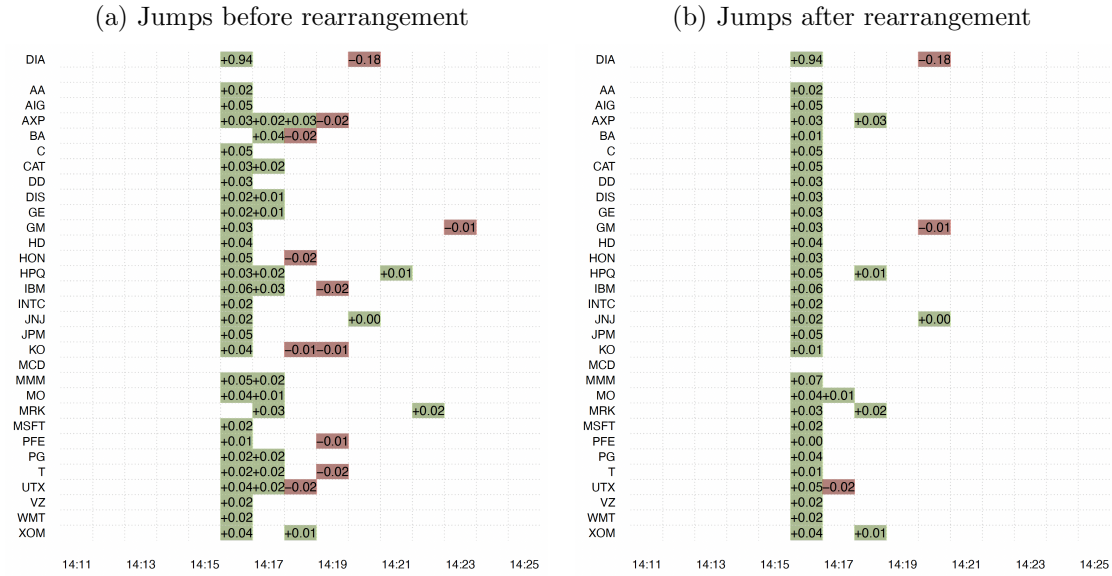 (a) Jumps before rearrangement
DIA +0.94 −0.18
AA +0.02
AIG +0.05
AXP +0.03 +0.02 +0.03 −0.02
BA +0.04 −0.02
C +0.05
CAT +0.03 +0.02
DD +0.03
DIS +0.02 +0.01
GE +0.02 +0.01
GM +0.03 −0.01
HD +0.04
HON +0.05 −0.02
HPQ +0.03 +0.02 +0.01
IBM +0.06 +0.03 −0.02
INTC +0.02
JNJ +0.02 +0.00
JPM +0.05
KO +0.04 −0.01 −0.01
MCD
MMM +0.05 +0.02
MO +0.04 +0.01
MRK +0.03 +0.02
MSFT +0.02
PFE +0.01 −0.01
PG +0.02 +0.02
T +0.02 +0.02 −0.02
UTX +0.04 +0.02 −0.02
VZ +0.02
WMT +0.02
XOM +0.04 +0.01
14:11 14:13 14:15 14:17 14:19 14:21 14:23 14:25
(b) Jumps after rearrangement
DIA +0.94 −0.18
AA +0.02
AIG +0.05
AXP +0.03 +0.03
BA +0.01
C +0.05
CAT +0.05
DD +0.03
DIS +0.03
GE +0.03
GM +0.03 −0.01
HD +0.04
HON +0.03
HPQ +0.05 +0.01
IBM +0.06
INTC +0.02
JNJ +0.02 +0.00
JPM +0.05
KO +0.01
MCD
MMM +0.07
MO +0.04 +0.01
MRK +0.03 +0.02
MSFT +0.02
PFE +0.00
PG +0.04
T +0.01
UTX +0.05 −0.02
VZ +0.02
WMT +0.02
XOM +0.04 +0.01
14:11 14:13 14:15 14:17 14:19 14:21 14:23 14:25